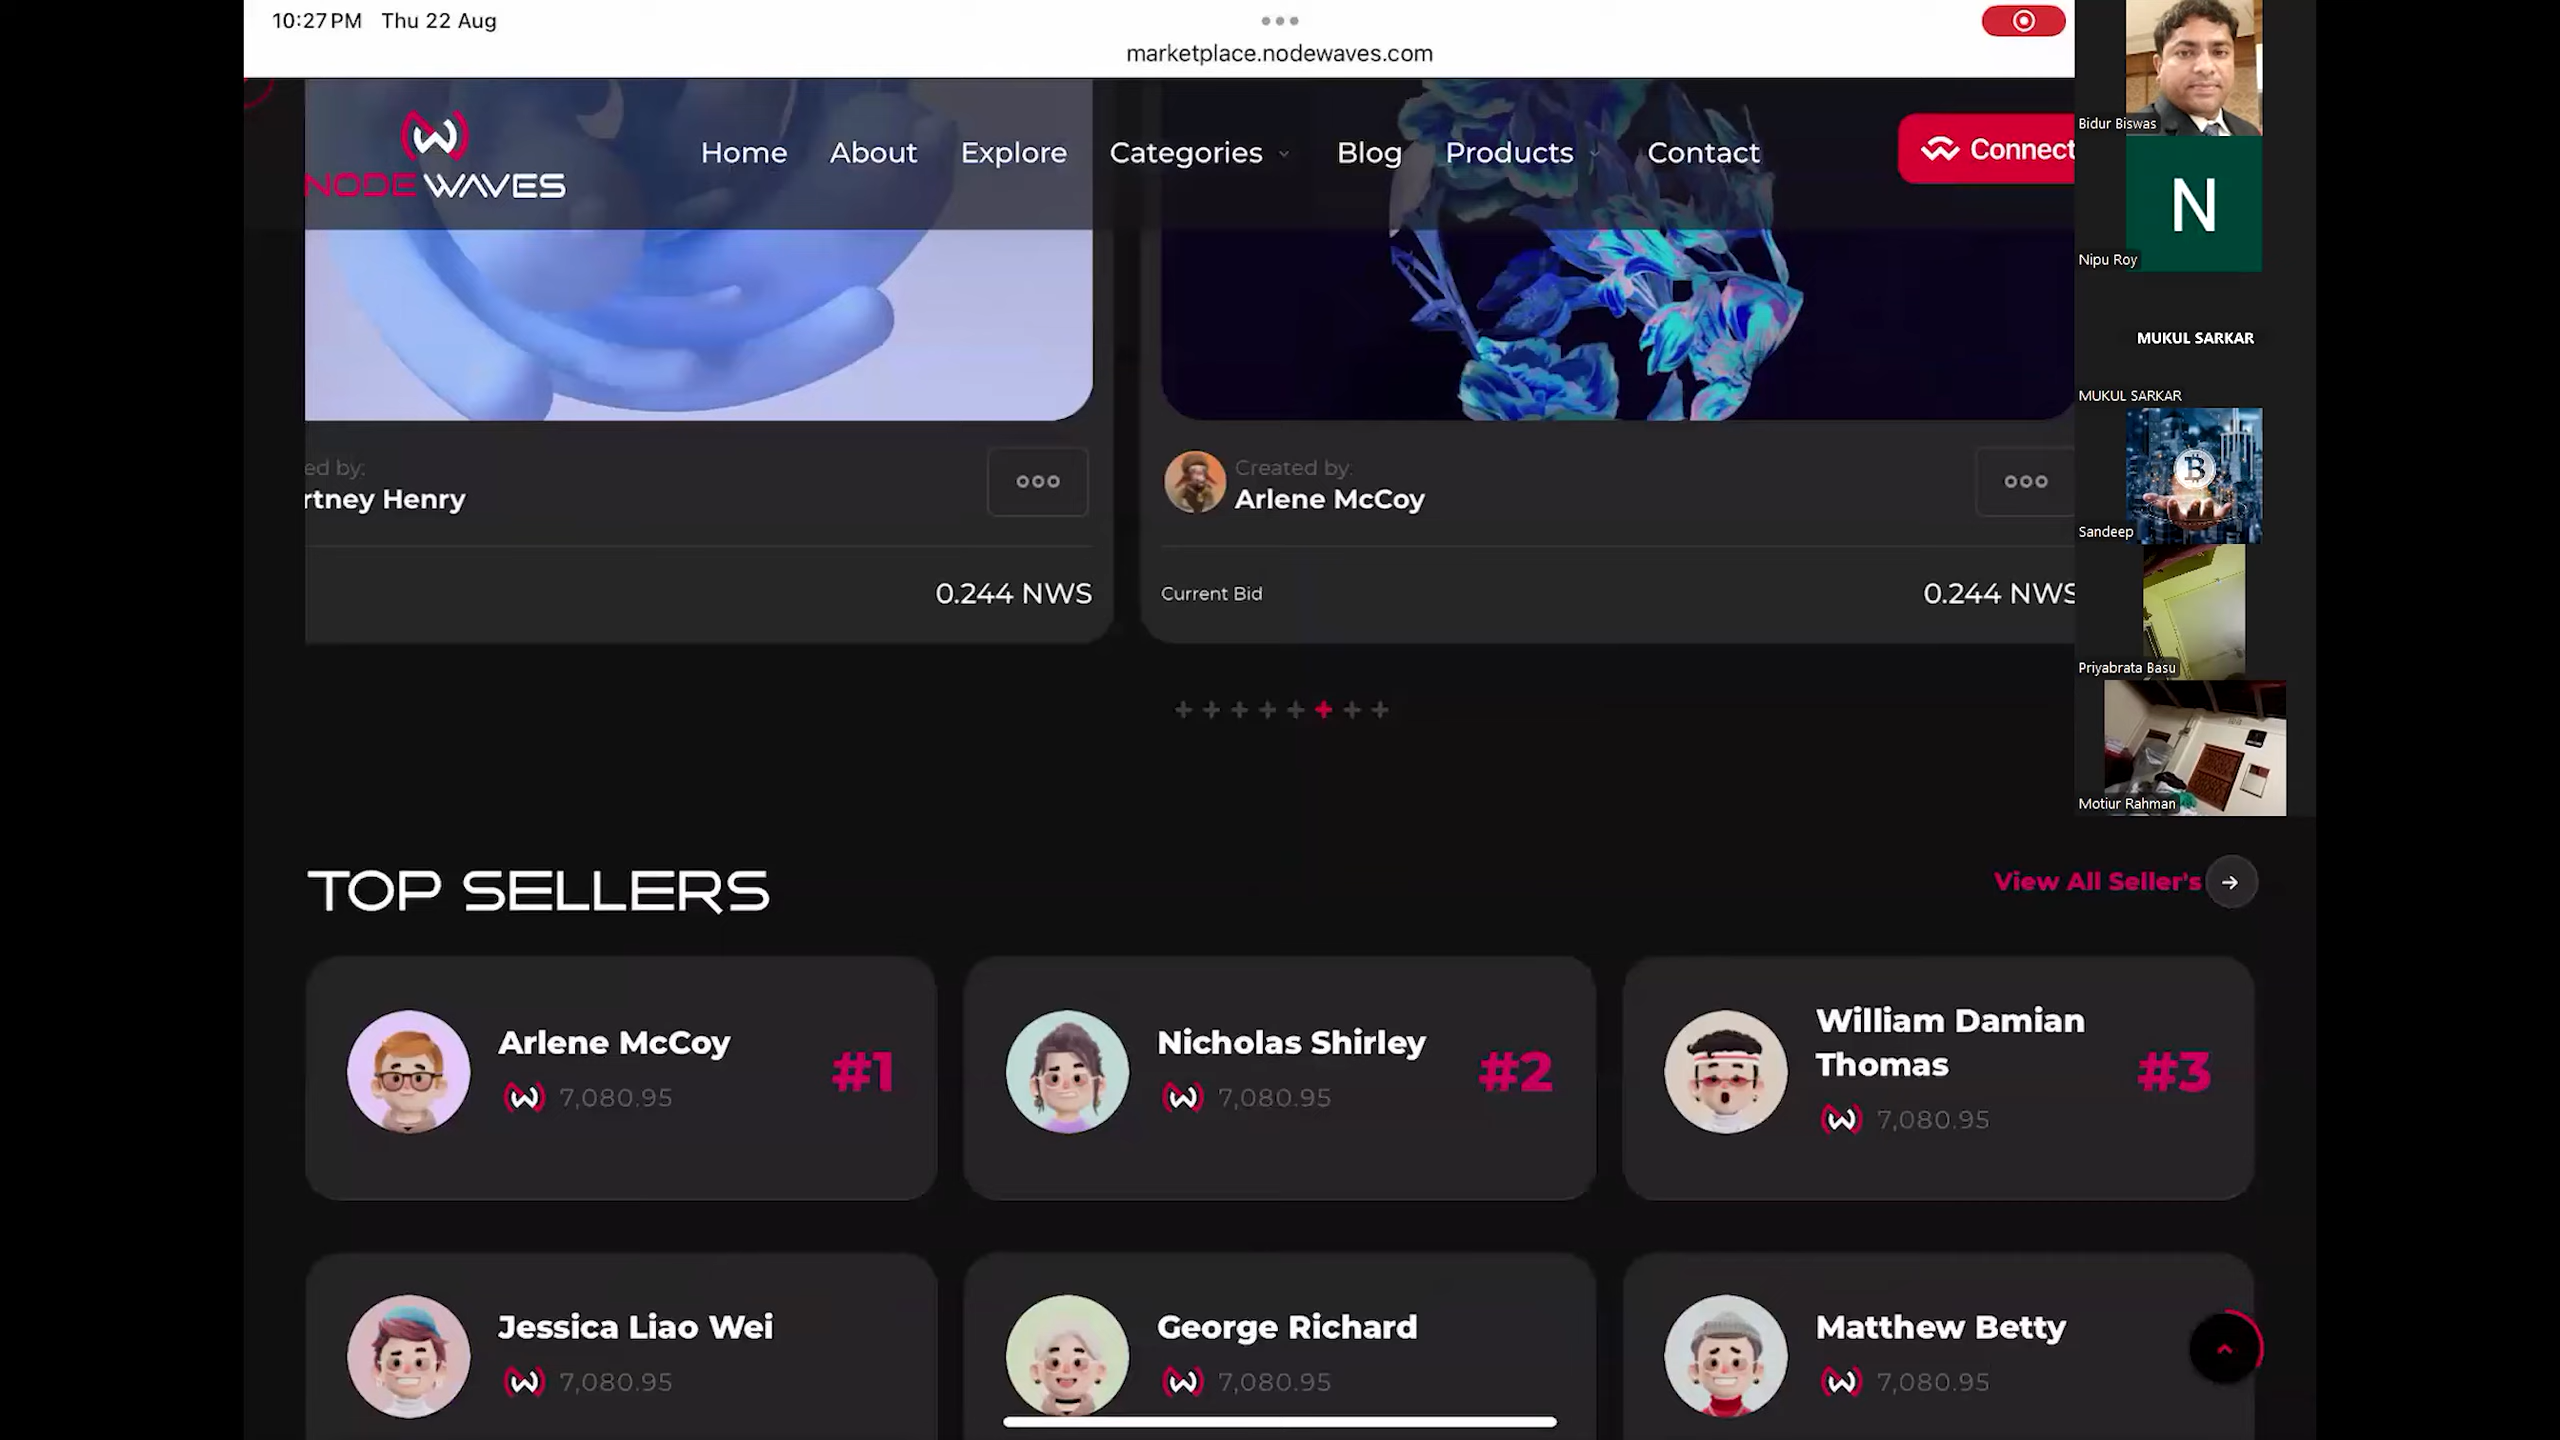 10:27 PM Thu 22 Aug
marketplace.nodewaves.com
NODE WAVES
Home About Explore Categories Blog Products Contact
Connect
Bidur Biswas
N
Nipu Roy
MUKUL SARKAR
MUKUL SARKAR
Sandeep
Priyabrata Basu
Motiur Rahman
ed by:
rtney Henry
0.244 NWS
Created by:
Arlene McCoy
Current Bid
0.244 NWS
TOP SELLERS
View All Seller's
Arlene McCoy
7,080.95
#1
Nicholas Shirley
7,080.95
#2
William Damian
Thomas
7,080.95
#3
Jessica Liao Wei
7,080.95
George Richard
7,080.95
Matthew Betty
7,080.95